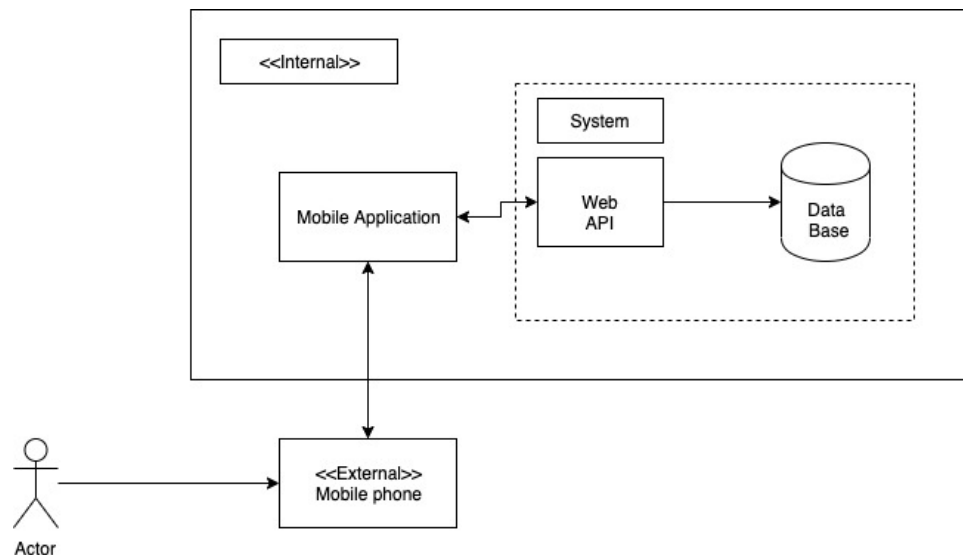 <<Internal>>
System
Mobile Application
Web
API
Data
Base
<<External>>
Mobile phone
Actor